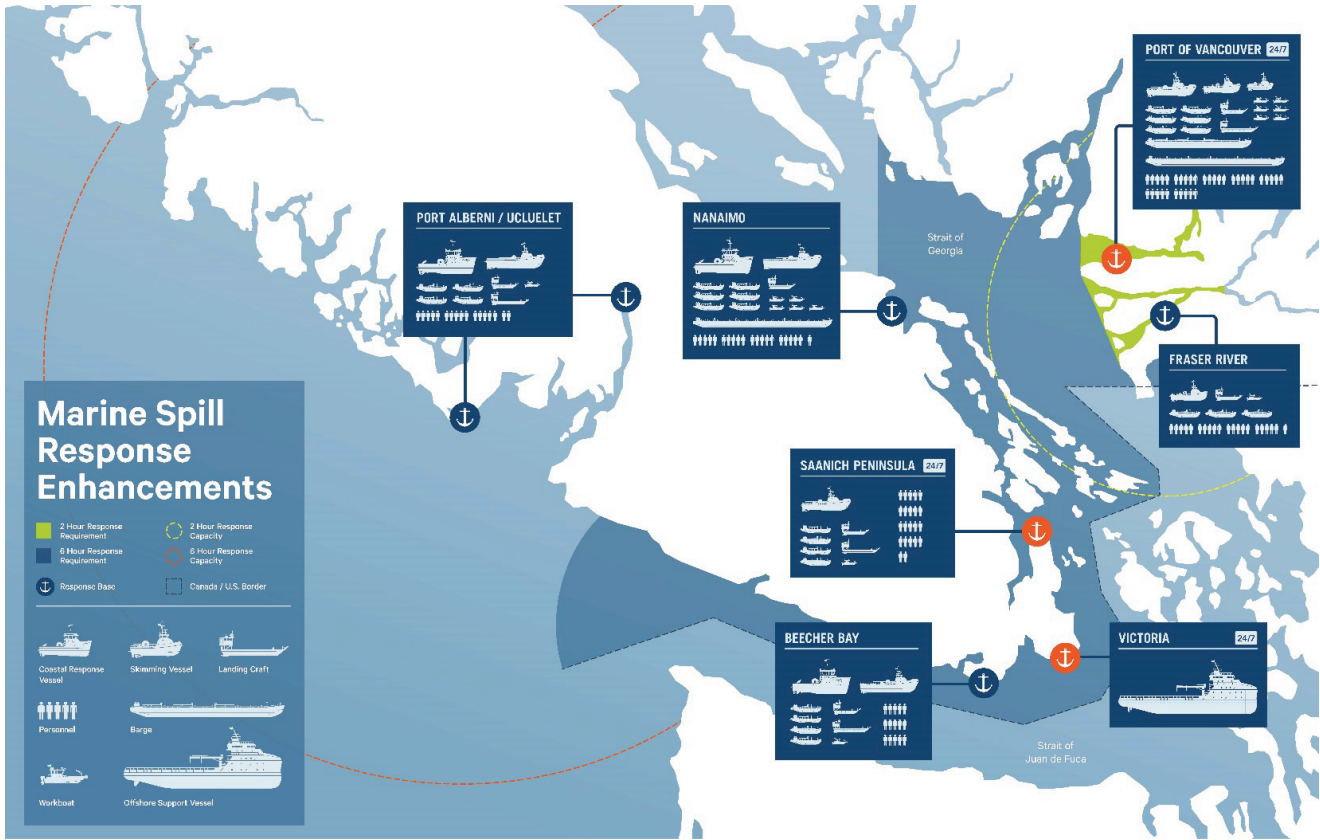 PORT OF VANCOUVER 24/7
PORT ALBERNI / UCLUELET
NANAIMO
Strait of
Georgia
FRASER RIVER
SAANICH PENINSULA 24/7
BEECHER BAY
VICTORIA 24/7
Strait of
Juan de Fuca
Marine Spill
Response
Enhancements
2 Hour Response
Requirement
2 Hour Response
Capacity
6 Hour Response
Requirement
6 Hour Response
Capacity
Response Base
Canada / U.S. Border
Coastal Response
Vessel
Skimming Vessel
Landing Craft
Personnel
Barge
Workboat
Offshore Support Vessel